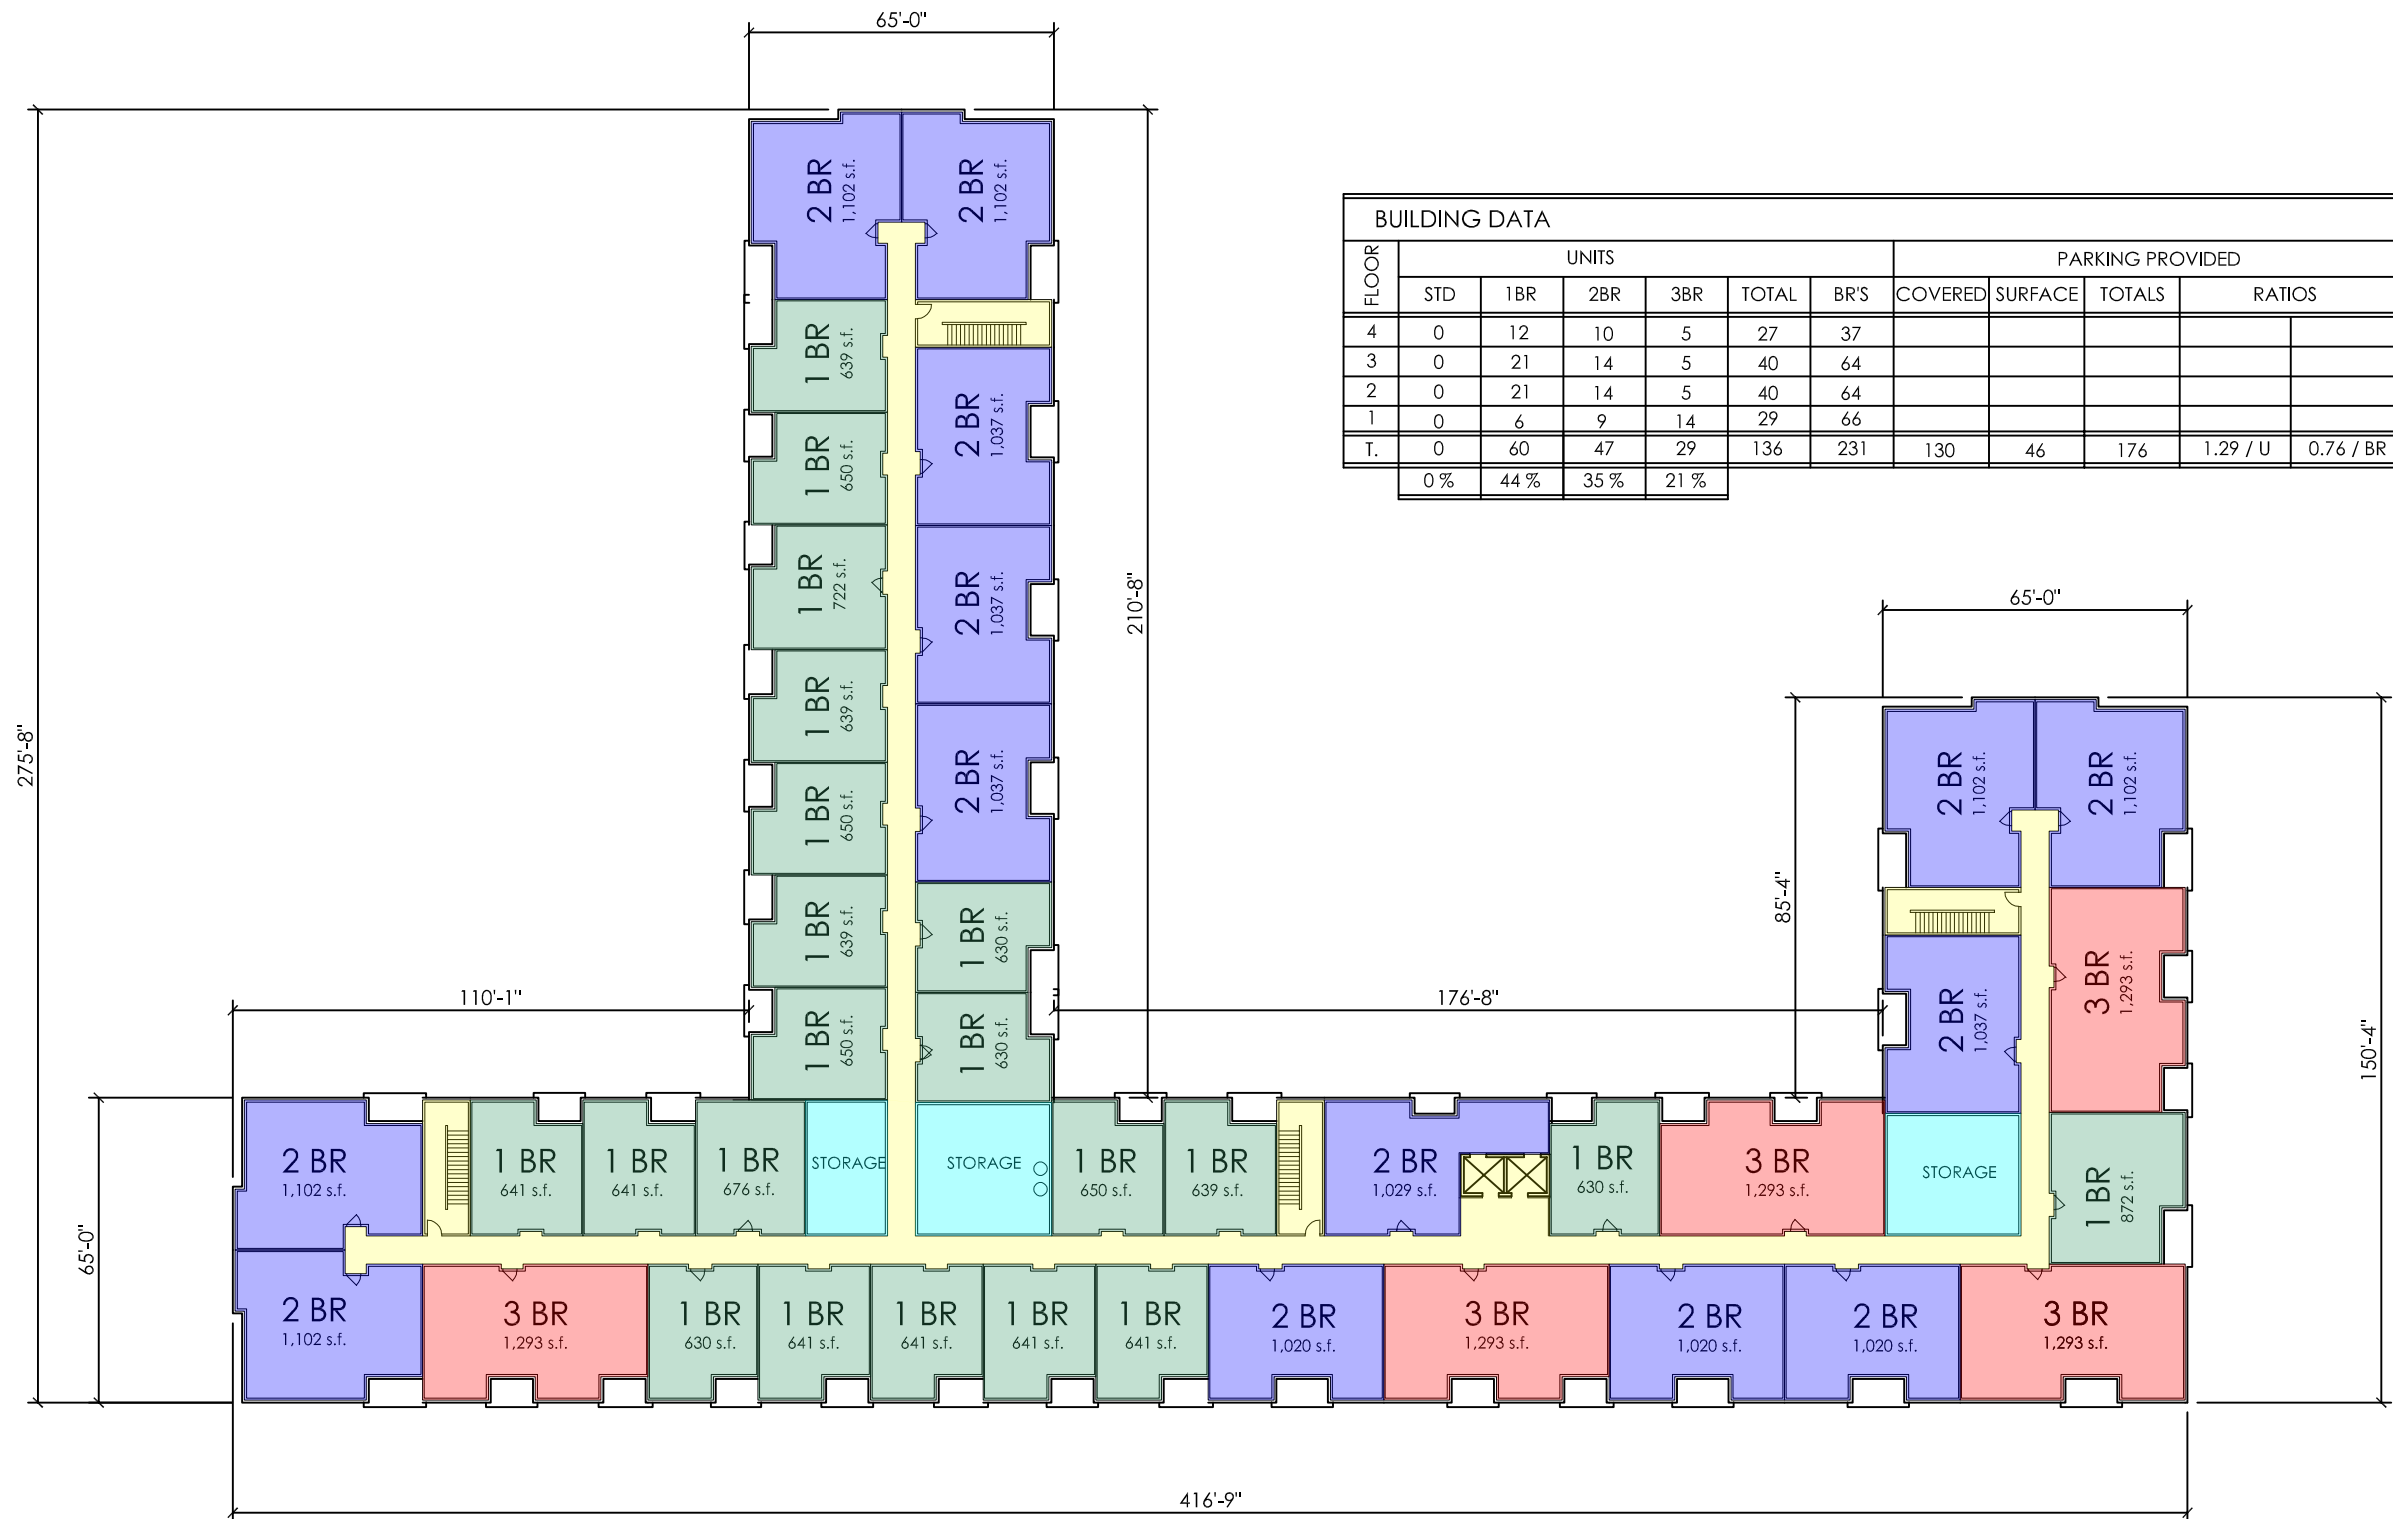 65'-0"
275'-8"
210'-8"
2 BR
1,102 s.f.
2 BR
1,102 s.f.
1 BR
639 s.f.
1 BR
650 s.f.
1 BR
722 s.f.
1 BR
639 s.f.
1 BR
650 s.f.
1 BR
639 s.f.
1 BR
650 s.f.
2 BR
1,037 s.f.
2 BR
1,037 s.f.
2 BR
1,037 s.f.
1 BR
630 s.f.
1 BR
630 s.f.
BUILDING DATA
FLOOR UNITS PARKING PROVIDED
STD 1BR 2BR 3BR TOTAL BR'S COVERED SURFACE TOTALS RATIOS
4 0 12 10 5 27 37
3 0 21 14 5 40 64
2 0 21 14 5 40 64
1 0 6 9 14 29 66
T. 0 60 47 29 136 231 130 46 176 1.29 / U 0.76 / BR
0 % 44 % 35 % 21 %
65'-0"
85'-4"
150'-4"
2 BR
1,102 s.f.
2 BR
1,102 s.f.
2 BR
1,037 s.f.
3 BR
1,293 s.f.
1 BR
872 s.f.
110'-1"
176'-8"
65'-0"
2 BR
1,102 s.f.
1 BR
641 s.f.
1 BR
641 s.f.
1 BR
676 s.f.
STORAGE
STORAGE
1 BR
650 s.f.
1 BR
639 s.f.
2 BR
1,029 s.f.
1 BR
630 s.f.
3 BR
1,293 s.f.
STORAGE
2 BR
1,102 s.f.
3 BR
1,293 s.f.
1 BR
630 s.f.
1 BR
641 s.f.
1 BR
641 s.f.
1 BR
641 s.f.
1 BR
641 s.f.
2 BR
1,020 s.f.
3 BR
1,293 s.f.
2 BR
1,020 s.f.
2 BR
1,020 s.f.
3 BR
1,293 s.f.
416'-9"